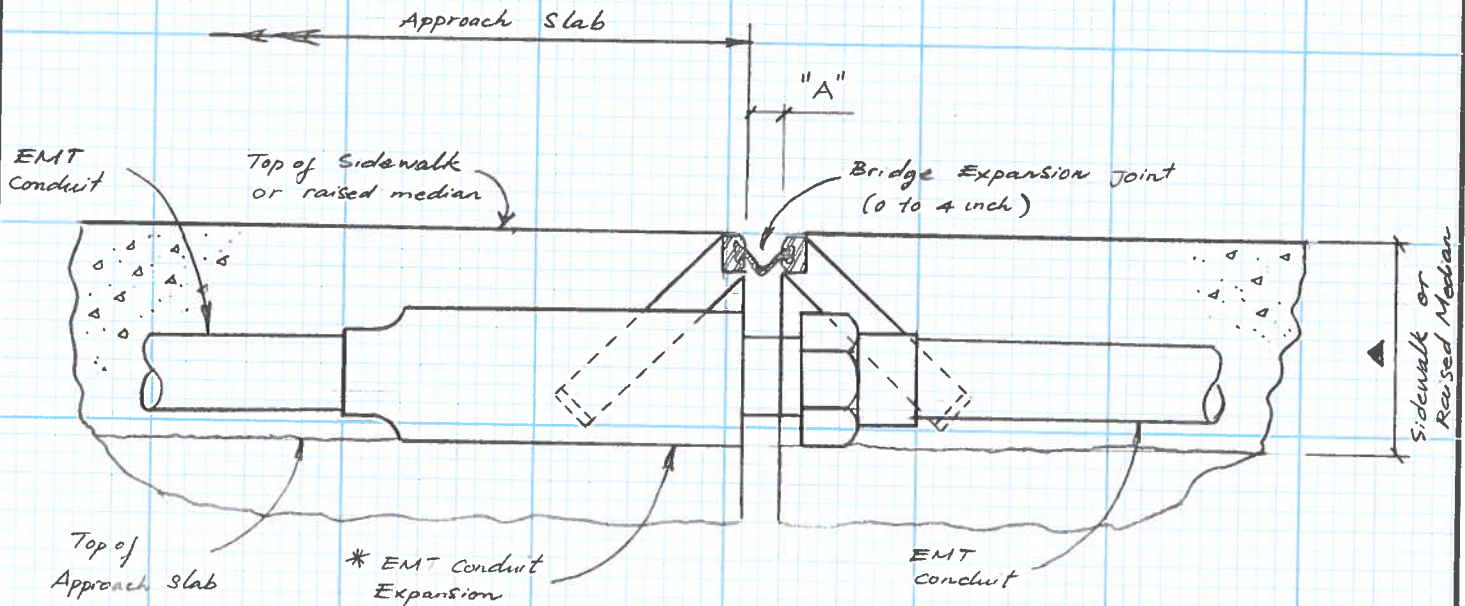 Approach Slab
"A"
EMT
Conduit
Top of Sidewalk
or raised median
Bridge Expansion Joint
(0 to 4 inch)
Sidewalk or
Raised Median
Top of
Approach Slab
* EMT Conduit
Expansion
EMT
Conduit